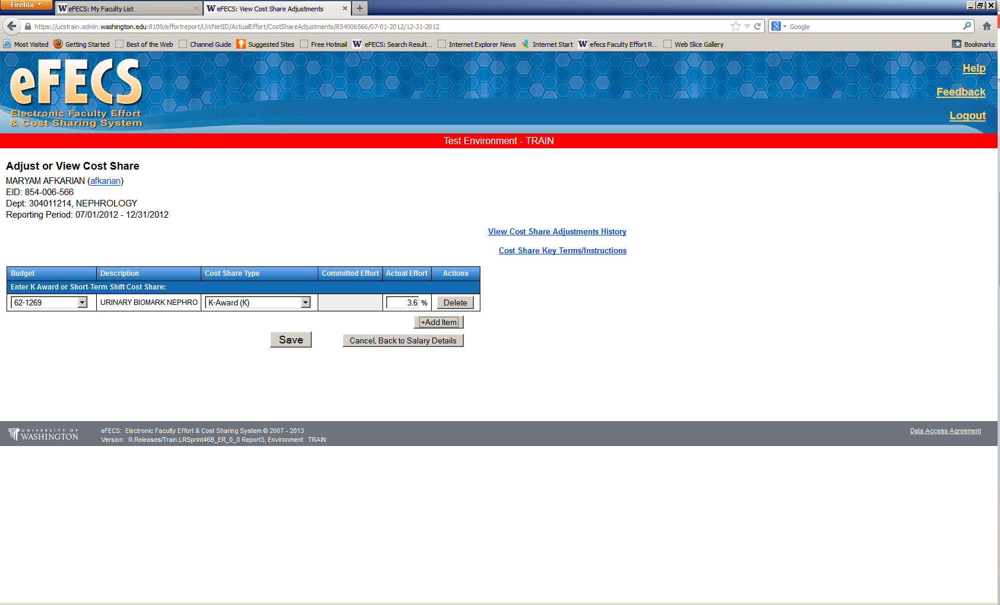 Firefox
eFECS: My Faculty List
eFECS: View Cost Share Adjustments
https://ucstrain.admin.washington.edu:8109/effortreport/UWNetID/ActualEffort/CostShareAdjustments/854006566/07-01-2012/12-31-2012
Google
Most Visited
Getting Started
Best of the Web
Channel Guide
Suggested Sites
Free Hotmail
eFECS: Search Result...
Internet Explorer News
Internet Start
efecs Faculty Effort R...
Web Slice Gallery
Bookmarks
eFECS
Electronic Faculty Effort
& Cost Sharing System
Help
Feedback
Logout
Test Environment - TRAIN
Adjust or View Cost Share
MARYAM AFKARIAN (afkarian)
EID: 854-006-566
Dept: 304011214, NEPHROLOGY
Reporting Period: 07/01/2012 - 12/31/2012
View Cost Share Adjustments History
Cost Share Key Terms/Instructions
Budget Description Cost Share Type Committed Effort Actual Effort Actions
Enter K Award or Short-Term Shift Cost Share:
62-1269 URINARY BIOMARK NEPHRO K-Award (K) 3.6 % Delete
+Add Item
Save Cancel, Back to Salary Details
UNIVERSITY OF
WASHINGTON
eFECS: Electronic Faculty Effort & Cost Sharing System © 2007 - 2013
Version: R.Releases/Train.LRSprint46B_ER_0_0 Report3, Environment: TRAIN
Data Access Agreement